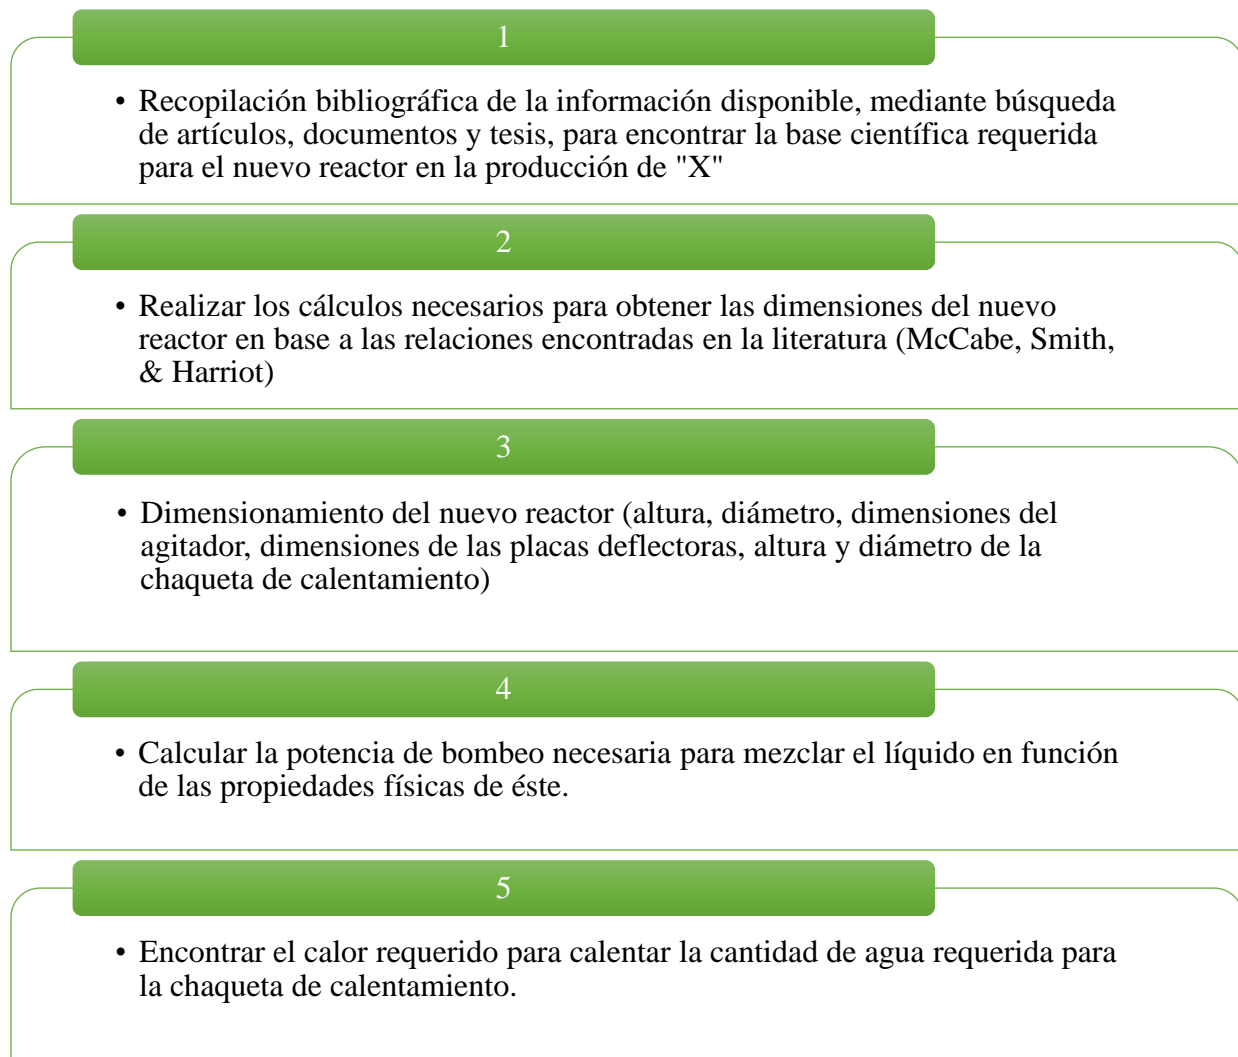 1
• Recopilación bibliográfica de la información disponible, mediante búsqueda
de artículos, documentos y tesis, para encontrar la base científica requerida
para el nuevo reactor en la producción de "X"
2
• Realizar los cálculos necesarios para obtener las dimensiones del nuevo
reactor en base a las relaciones encontradas en la literatura (McCabe, Smith,
& Harriot)
3
• Dimensionamiento del nuevo reactor (altura, diámetro, dimensiones del
agitador, dimensiones de las placas deflectoras, altura y diámetro de la
chaqueta de calentamiento)
4
• Calcular la potencia de bombeo necesaria para mezclar el líquido en función
de las propiedades físicas de éste.
5
• Encontrar el calor requerido para calentar la cantidad de agua requerida para
la chaqueta de calentamiento.